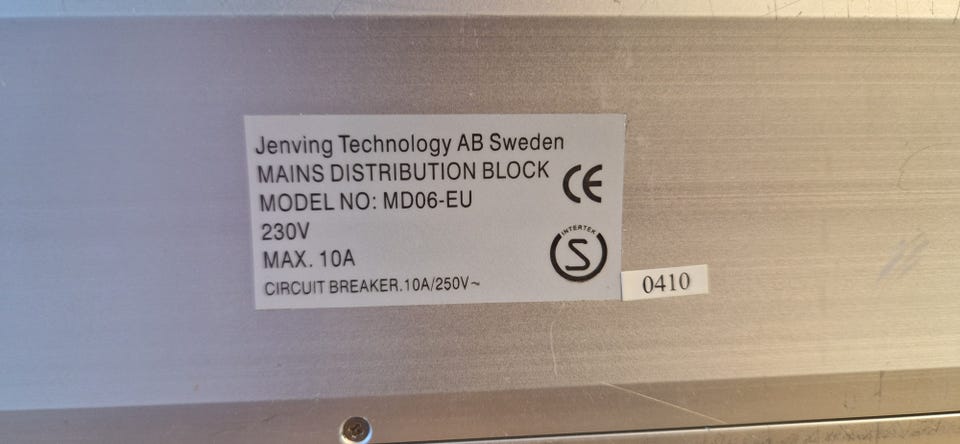 Jenving Technology AB Sweden
MAINS DISTRIBUTION BLOCK
MODEL NO: MD06-EU
230V
MAX. 10A
CIRCUIT BREAKER.10A/250V~
CE
INTERTEK
S
0410